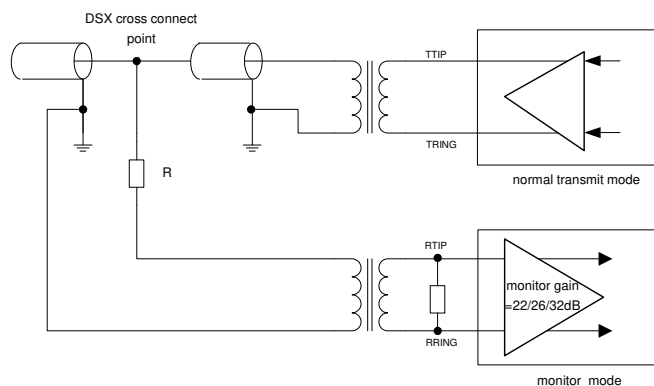 DSX cross connect
point
TTIP
TRING
normal transmit mode
R
RTIP
monitor gain
=22/26/32dB
RRING
monitor mode